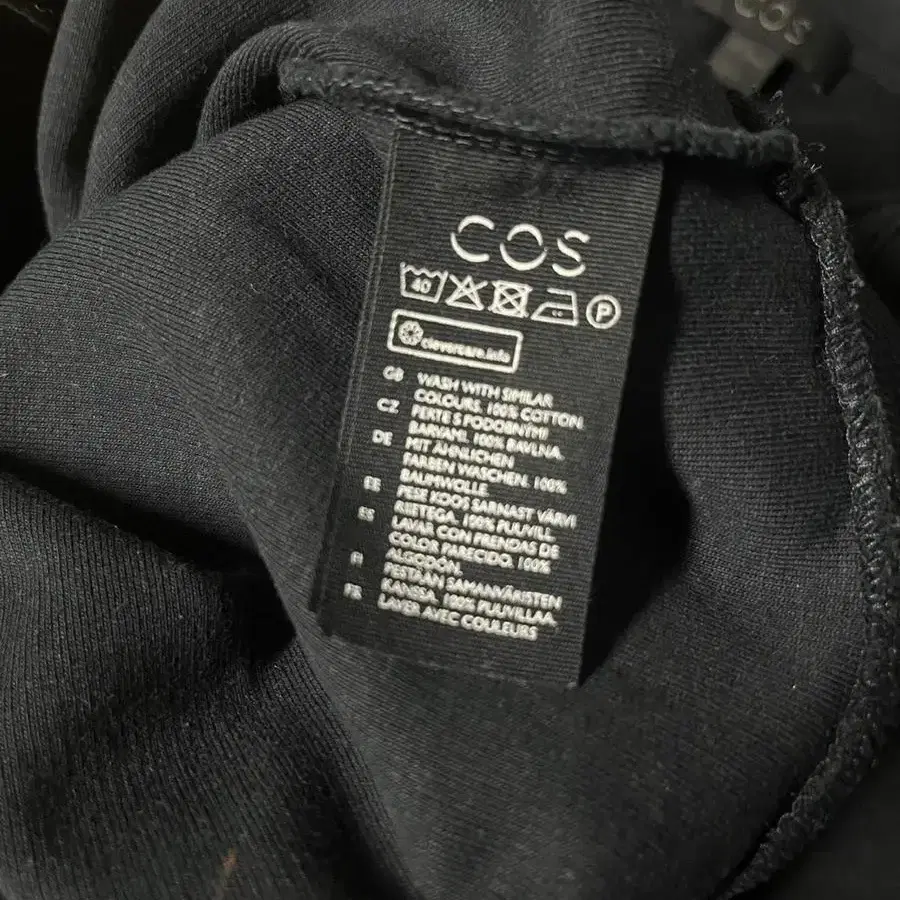 COS
COS
40
P
clevercare.info
GB WASH WITH SIMILAR
COLOURS. 100% COTTON.
CZ PERTE S PODOBNÝMI
BARVAMI. 100% BAVLNA.
DE MIT ÄHNLICHEN
FARBEN WASCHEN. 100%
BAUMWOLLE
EE PESE KOOS SARNAST VÄRVI
RIIETEGA. 100% PUUVILL.
ES LAVAR CON PRENDAS DE
COLOR PARECIDO. 100%
ALGODÓN.
FI PESTÄÄN SAMANVÄRISTEN
KANSSA. 100% PUUVILLAA.
FR LAVER AVEC COULEURS